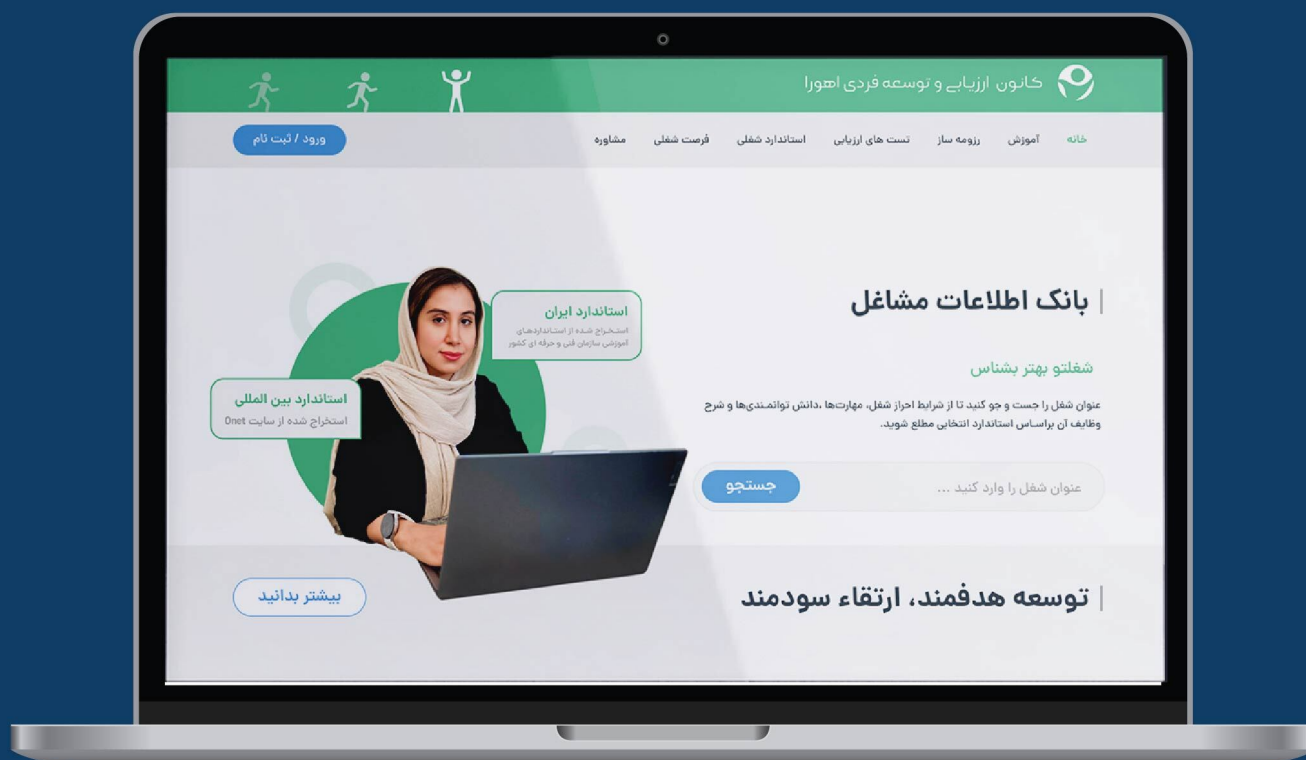 کانون ارزیابی و توسعه فردی اهورا
خانه
آموزش
رزومه ساز
تست های ارزیابی
استاندارد شغلی
فرصت شغلی
مشاوره
ورود / ثبت نام
بانک اطلاعات مشاغل
شغلتو بهتر بشناس
عنوان شغل را جست و جو کنید تا از شرایط احراز شغل، مهارت‌ها ،دانش توانمندی‌ها و شرح
وظایف آن براساس استاندارد انتخابی مطلع شوید.
عنوان شغل را وارد کنید ...
جستجو
استاندارد ایران
استخراج شده از استانداردهای
آموزشی سازمان فنی و حرفه ای کشور
استاندارد بین المللی
استخراج شده از سایت Onet
توسعه هدفمند، ارتقاء سودمند
بیشتر بدانید